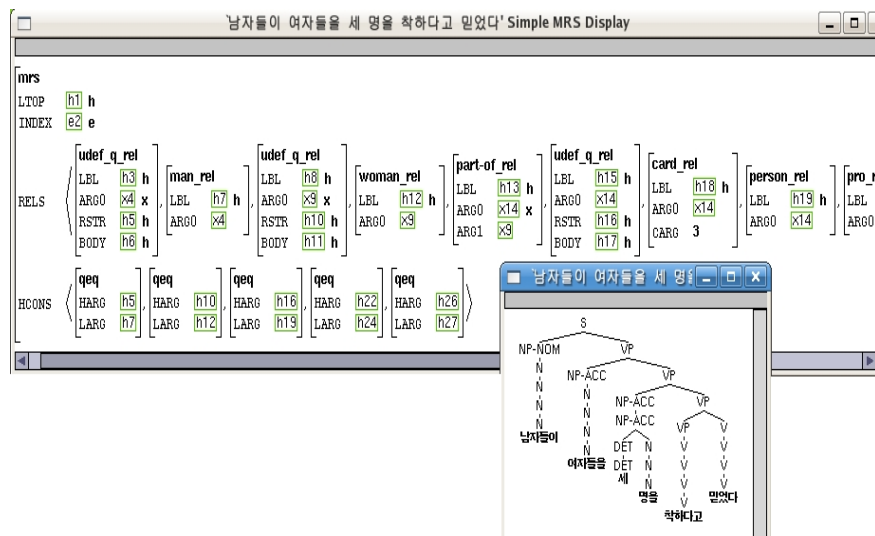 '남자들이 여자들을 세 명을 착하다고 믿었다' Simple MRS Display
mrs
LTOP h1 h
INDEX e2 e
RELS
udef_q_rel
LBL h3 h
ARG0 x4 x
RSTR h5 h
BODY h6 h
man_rel
LBL h7 h
ARG0 x4
udef_q_rel
LBL h8 h
ARG0 x9 x
RSTR h10 h
BODY h11 h
woman_rel
LBL h12 h
ARG0 x9
part-of_rel
LBL h13 h
ARG0 x14 x
ARG1 x9
udef_q_rel
LBL h15 h
ARG0 x14
RSTR h16 h
BODY h17 h
card_rel
LBL h18 h
ARG0 x14
CARG 3
person_rel
LBL h19 h
ARG0 x14
pro_r
LBL
ARG0
HCONS
qeq
HARG h5
LARG h7
qeq
HARG h10
LARG h12
qeq
HARG h16
LARG h19
qeq
HARG h22
LARG h24
qeq
HARG h26
LARG h27
'남자들이 여자들을 세 명을
S
NP-NOM VP
N NP-ACC VP
N N NP-ACC VP
N N NP-ACC VP V
N N DET N V V
남자들이 N DET N V V
여자들을 세 N V V
명을 V 믿었다
착하다고